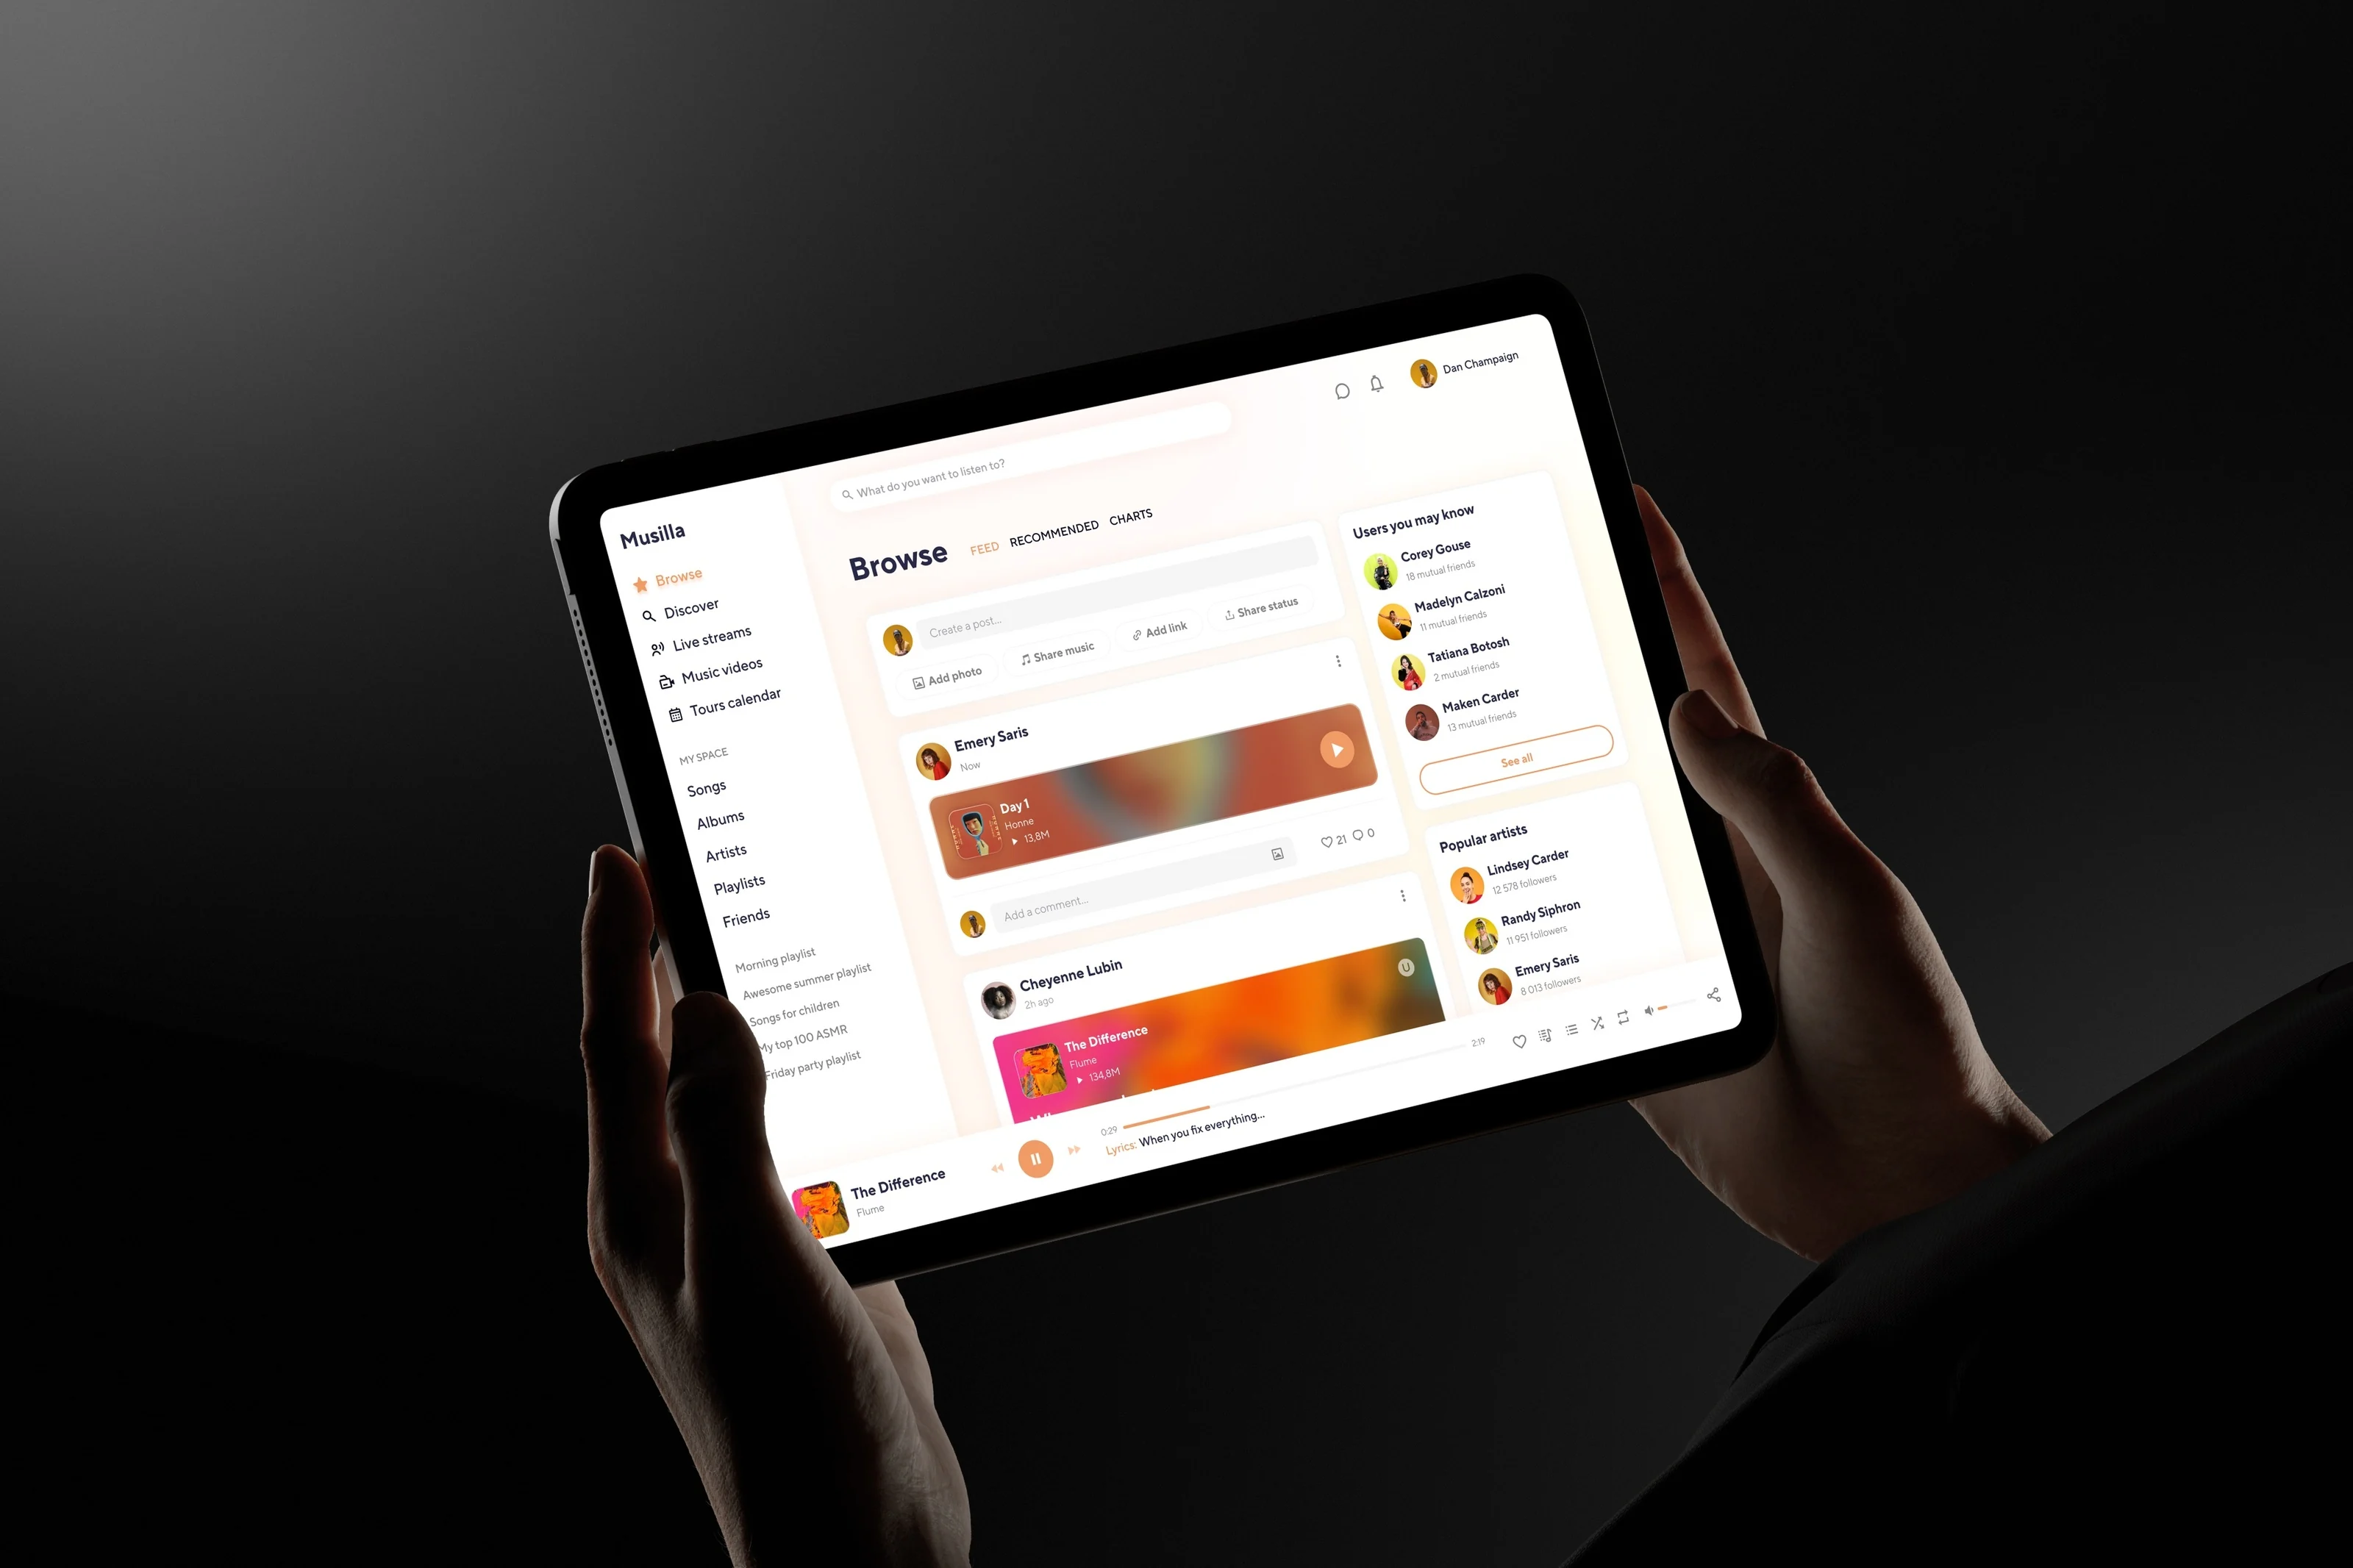 Musilla
Browse
Discover
Live streams
Music videos
Tours calendar
MY SPACE
Songs
Albums
Artists
Playlists
Friends
Morning playlist
Awesome summer playlist
Songs for children
My top 100 ASMR
Friday party playlist
What do you want to listen to?
Dan Champaign
Browse FEED RECOMMENDED CHARTS
Create a post...
Add photo Share music Add link Share status
Emery Saris
Now
Day 1
Honne
13,8M
Add a comment...
21 0
Cheyenne Lubin
2h ago
U
The Difference
Flume
134,8M
Users you may know
Corey Gouse
18 mutual friends
Madelyn Calzoni
11 mutual friends
Tatiana Botosh
2 mutual friends
Maken Carder
13 mutual friends
See all
Popular artists
Lindsey Carder
12 578 followers
Randy Siphron
11 951 followers
Emery Saris
8 013 followers
The Difference
Flume
0:29
2:19
Lyrics: When you fix everything...